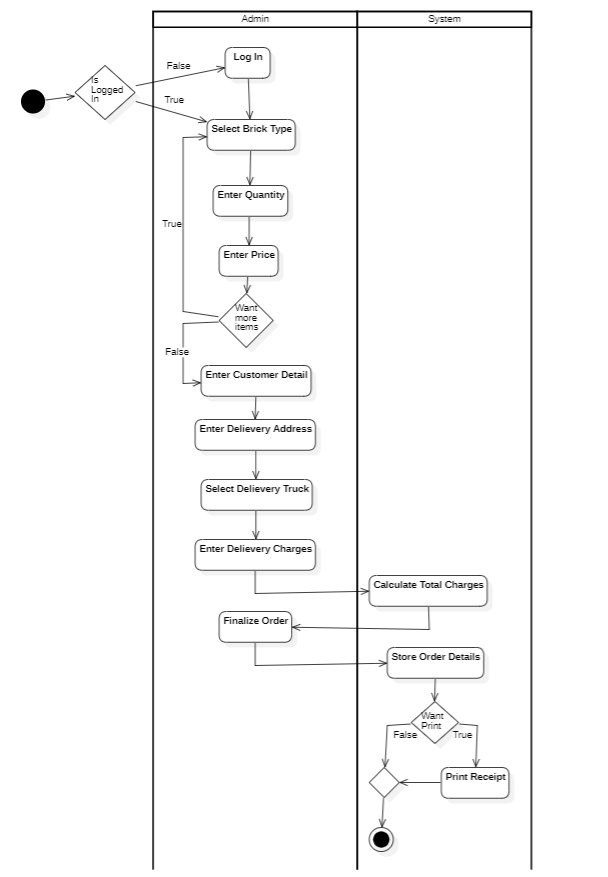 Admin
System
False
Log In
Is
Logged
In
True
Select Brick Type
Enter Quantity
True
Enter Price
Want
more
items
False
Enter Customer Detail
Enter Delievery Address
Select Delievery Truck
Enter Delievery Charges
Calculate Total Charges
Finalize Order
Store Order Details
Want
Print
False
True
Print Receipt